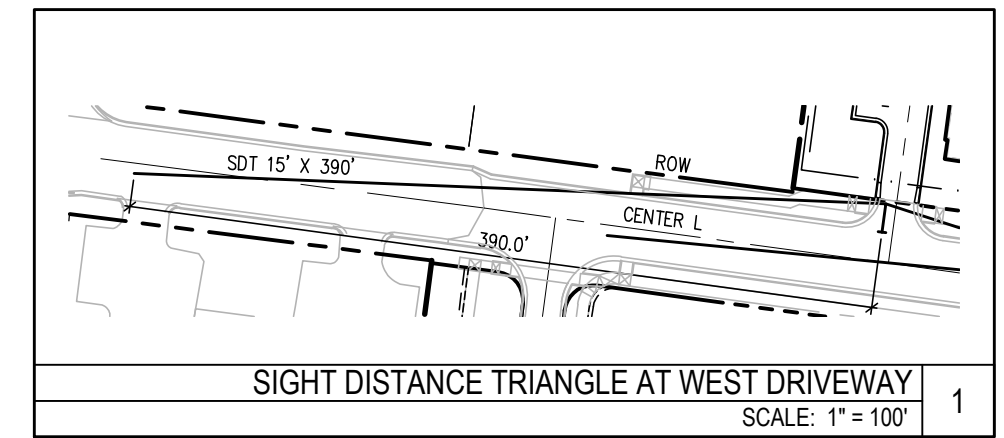 SDT 15' X 390'
ROW
CENTER L
390.0'
SIGHT DISTANCE TRIANGLE AT WEST DRIVEWAY
SCALE: 1" = 100'
1